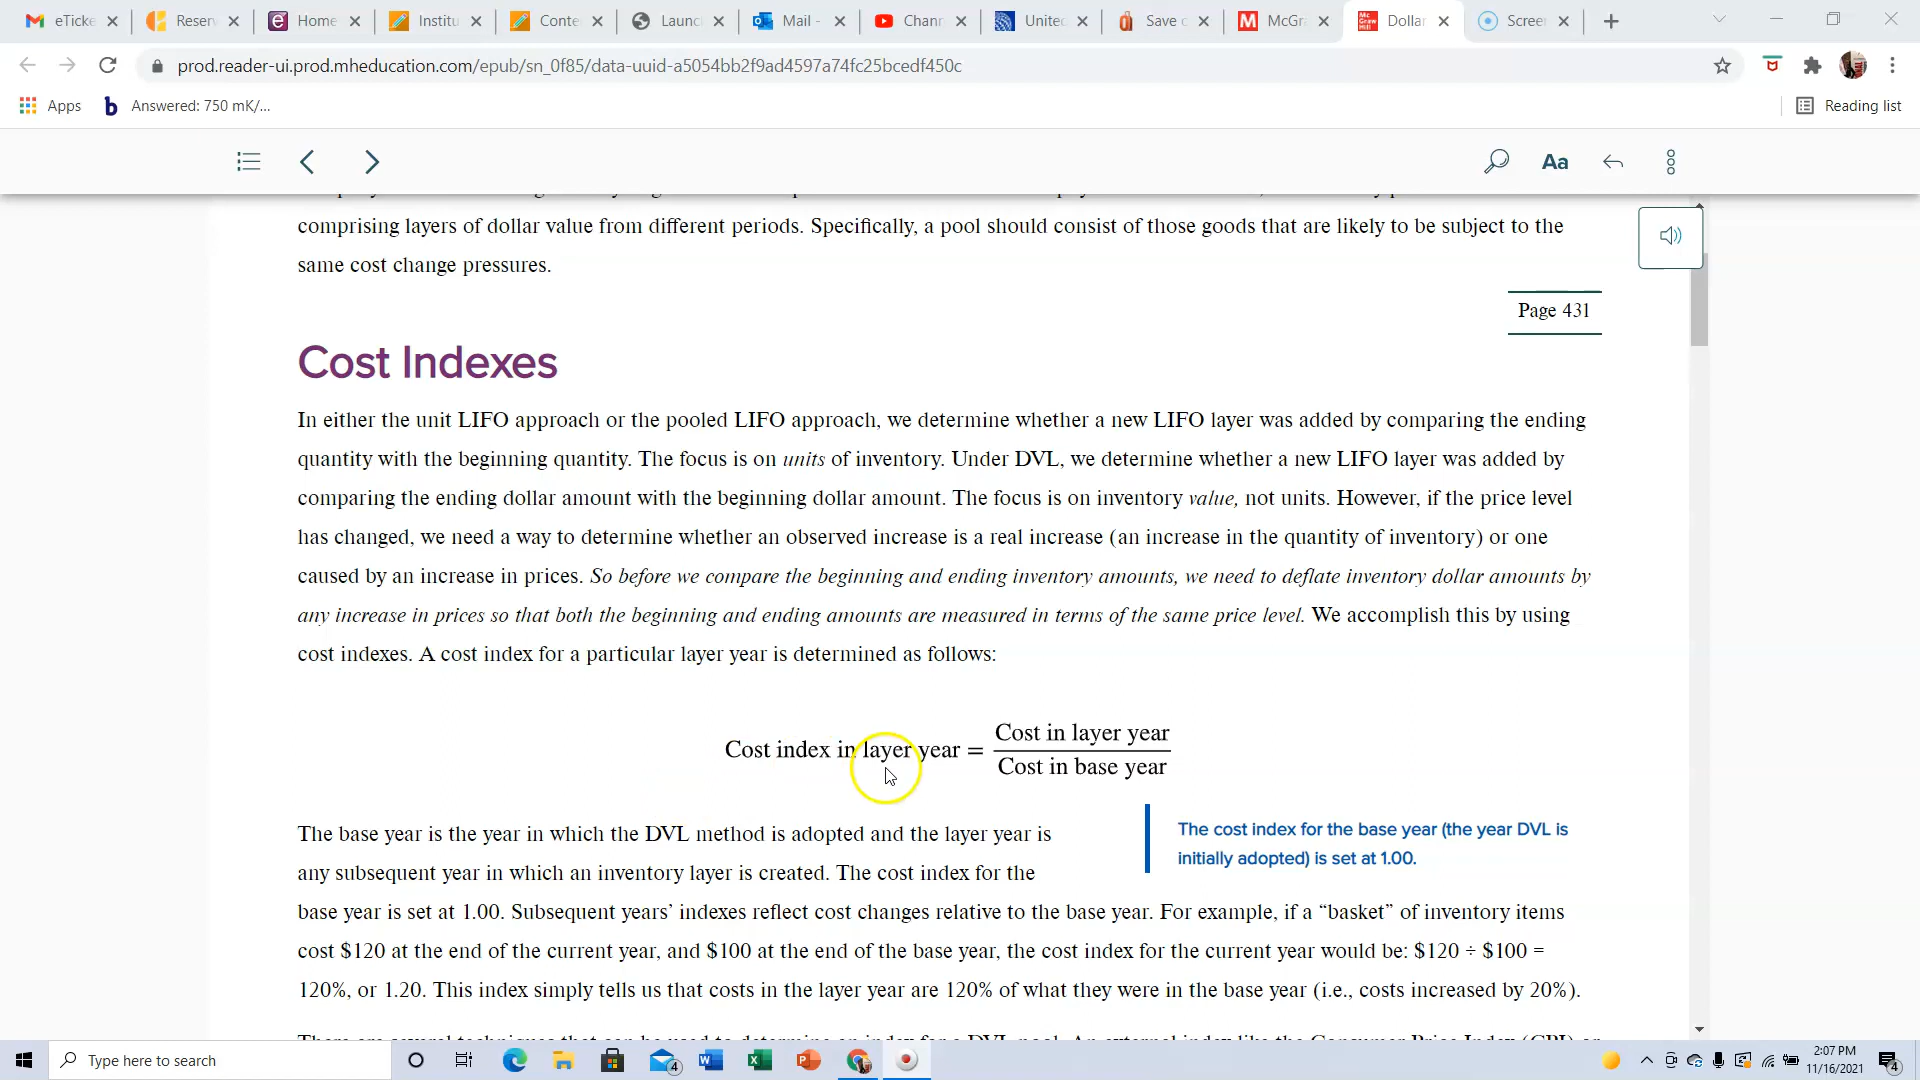 eTicke
Reser
Home
Institu
Conte
Launc
Mail -
Chann
Unitec
Save c
McGr
Dollar
Scree
prod.reader-ui.prod.mheducation.com/epub/sn_0f85/data-uuid-a5054bb2f9ad4597a74fc25bcedf450c
Apps
Answered: 750 mK/...
Reading list
Aa
comprising layers of dollar value from different periods. Specifically, a pool should consist of those goods that are likely to be subject to the
same cost change pressures.
Page 431
Cost Indexes
In either the unit LIFO approach or the pooled LIFO approach, we determine whether a new LIFO layer was added by comparing the ending
quantity with the beginning quantity. The focus is on units of inventory. Under DVL, we determine whether a new LIFO layer was added by
comparing the ending dollar amount with the beginning dollar amount. The focus is on inventory value, not units. However, if the price level
has changed, we need a way to determine whether an observed increase is a real increase (an increase in the quantity of inventory) or one
caused by an increase in prices. So before we compare the beginning and ending inventory amounts, we need to deflate inventory dollar amounts by
any increase in prices so that both the beginning and ending amounts are measured in terms of the same price level. We accomplish this by using
cost indexes. A cost index for a particular layer year is determined as follows:
Cost index in layer year = Cost in layer year
Cost in base year
The base year is the year in which the DVL method is adopted and the layer year is
any subsequent year in which an inventory layer is created. The cost index for the
The cost index for the base year (the year DVL is
initially adopted) is set at 1.00.
base year is set at 1.00. Subsequent years' indexes reflect cost changes relative to the base year. For example, if a “basket” of inventory items
cost $120 at the end of the current year, and $100 at the end of the base year, the cost index for the current year would be: $120 ÷ $100 =
120%, or 1.20. This index simply tells us that costs in the layer year are 120% of what they were in the base year (i.e., costs increased by 20%).
Type here to search
4
2:07 PM
11/16/2021
4